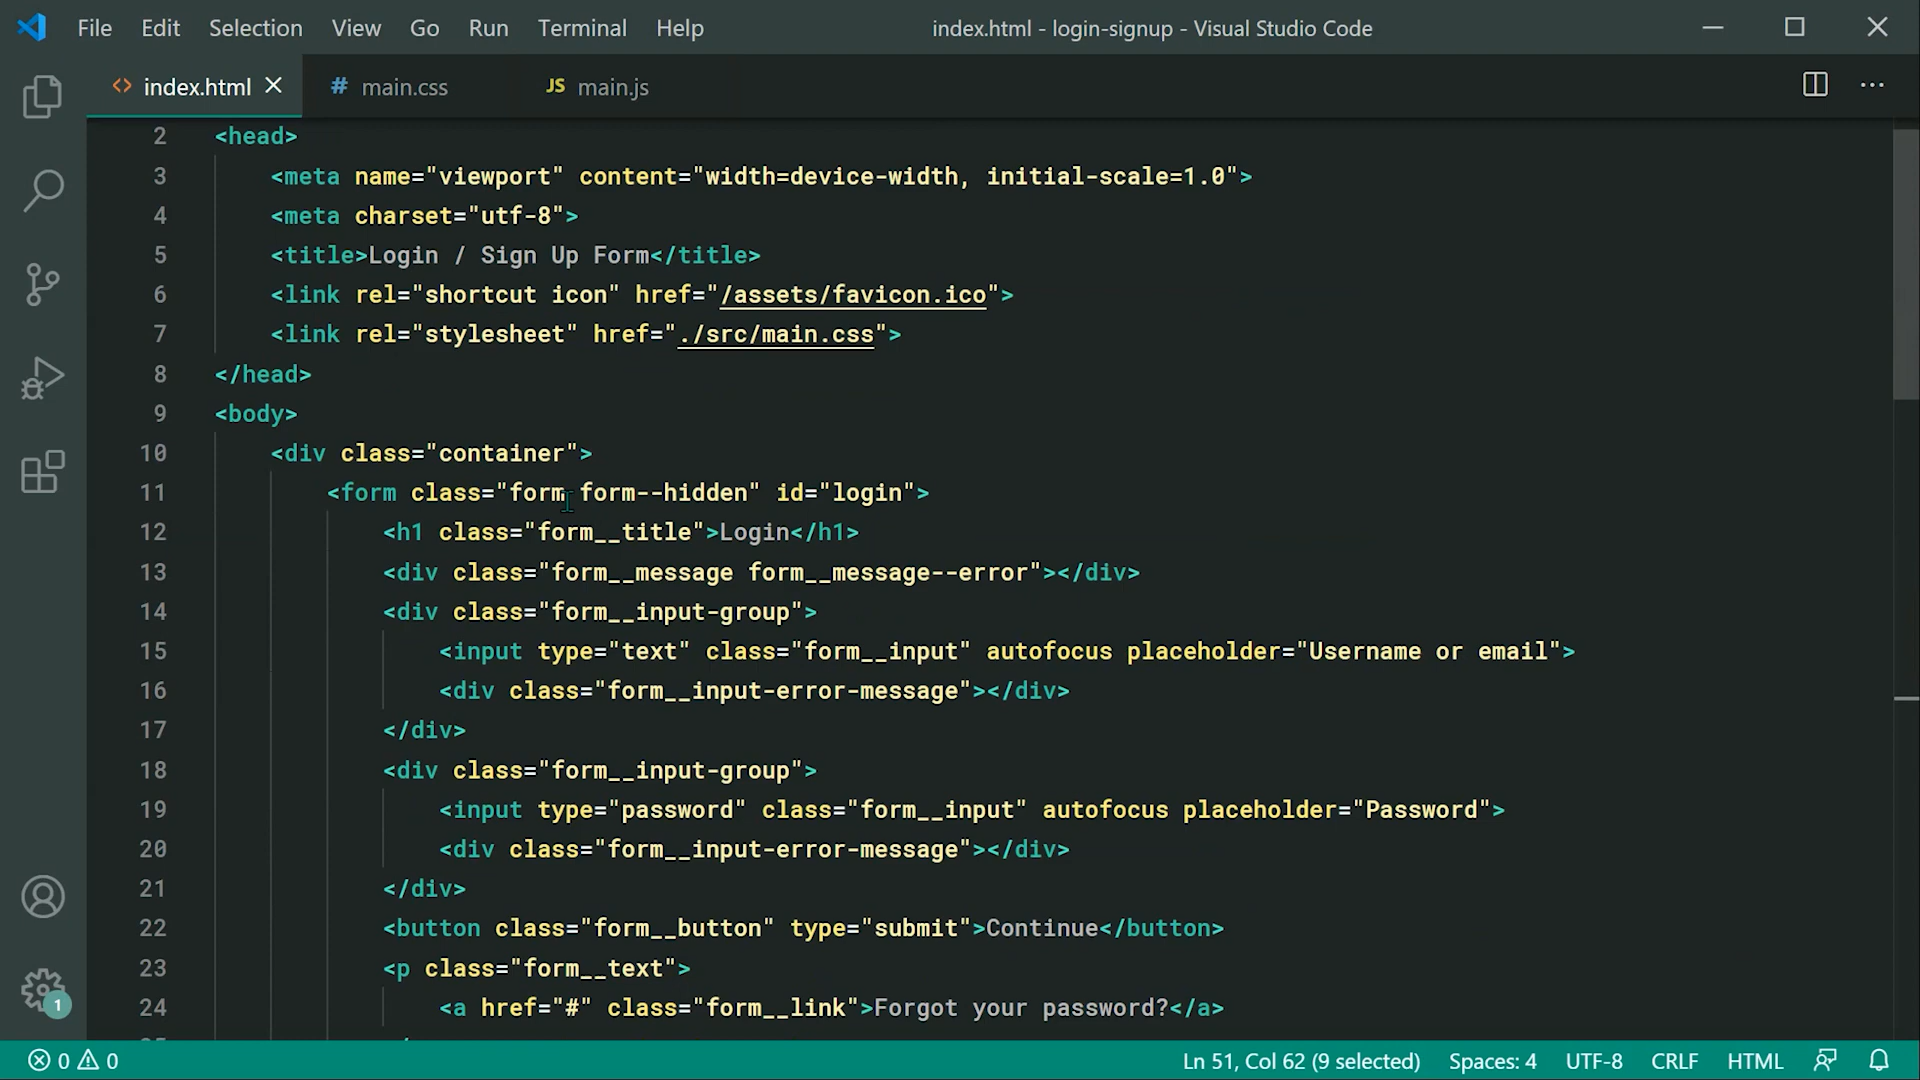 File Edit Selection View Go Run Terminal Help index.html - login-signup - Visual Studio Code
<> index.html # main.css JS main.js
2 <head>
3 <meta name="viewport" content="width=device-width, initial-scale=1.0">
4 <meta charset="utf-8">
5 <title>Login / Sign Up Form</title>
6 <link rel="shortcut icon" href="/assets/favicon.ico">
7 <link rel="stylesheet" href="./src/main.css">
8 </head>
9 <body>
10 <div class="container">
11 <form class="form form--hidden" id="login">
12 <h1 class="form__title">Login</h1>
13 <div class="form__message form__message--error"></div>
14 <div class="form__input-group">
15 <input type="text" class="form__input" autofocus placeholder="Username or email">
16 <div class="form__input-error-message"></div>
17 </div>
18 <div class="form__input-group">
19 <input type="password" class="form__input" autofocus placeholder="Password">
20 <div class="form__input-error-message"></div>
21 </div>
22 <button class="form__button" type="submit">Continue</button>
23 <p class="form__text">
24 <a href="#" class="form__link">Forgot your password?</a>
1
0 0 Ln 51, Col 62 (9 selected) Spaces: 4 UTF-8 CRLF HTML